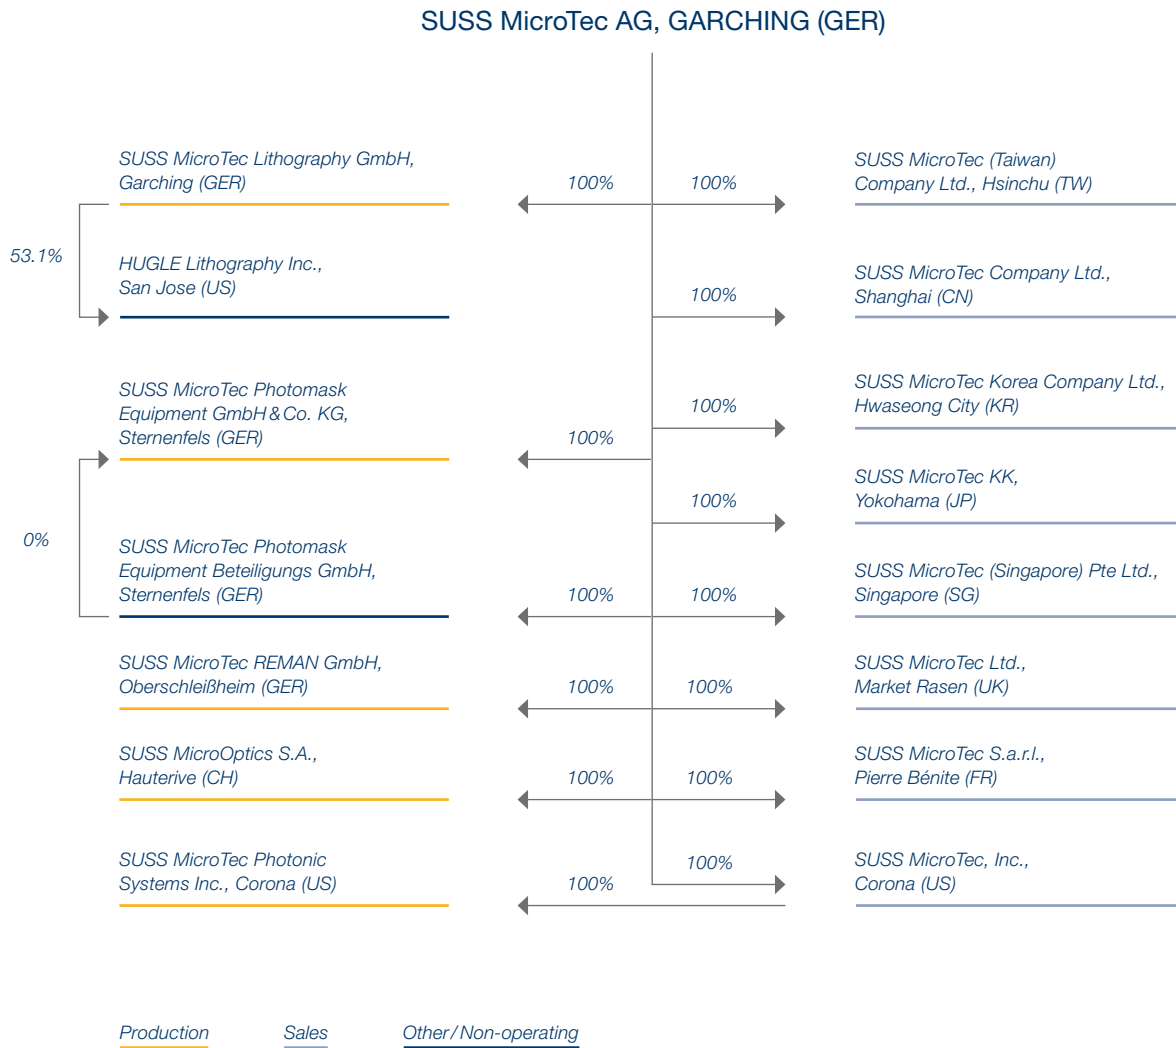 SUSS MicroTec AG, GARCHING (GER)
SUSS MicroTec Lithography GmbH,
Garching (GER)
100%
100%
SUSS MicroTec (Taiwan)
Company Ltd., Hsinchu (TW)
53.1%
HUGLE Lithography Inc.,
San Jose (US)
100%
SUSS MicroTec Company Ltd.,
Shanghai (CN)
SUSS MicroTec Photomask
Equipment GmbH & Co. KG,
Sternenfels (GER)
100%
100%
SUSS MicroTec Korea Company Ltd.,
Hwaseong City (KR)
100%
SUSS MicroTec KK,
Yokohama (JP)
0%
SUSS MicroTec Photomask
Equipment Beteiligungs GmbH,
Sternenfels (GER)
100%
100%
SUSS MicroTec (Singapore) Pte Ltd.,
Singapore (SG)
SUSS MicroTec REMAN GmbH,
Oberschleißheim (GER)
100%
100%
SUSS MicroTec Ltd.,
Market Rasen (UK)
SUSS MicroOptics S.A.,
Hauterive (CH)
100%
100%
SUSS MicroTec S.a.r.l.,
Pierre Bénite (FR)
SUSS MicroTec Photonic
Systems Inc., Corona (US)
100%
100%
SUSS MicroTec, Inc.,
Corona (US)
Production
Sales
Other / Non-operating